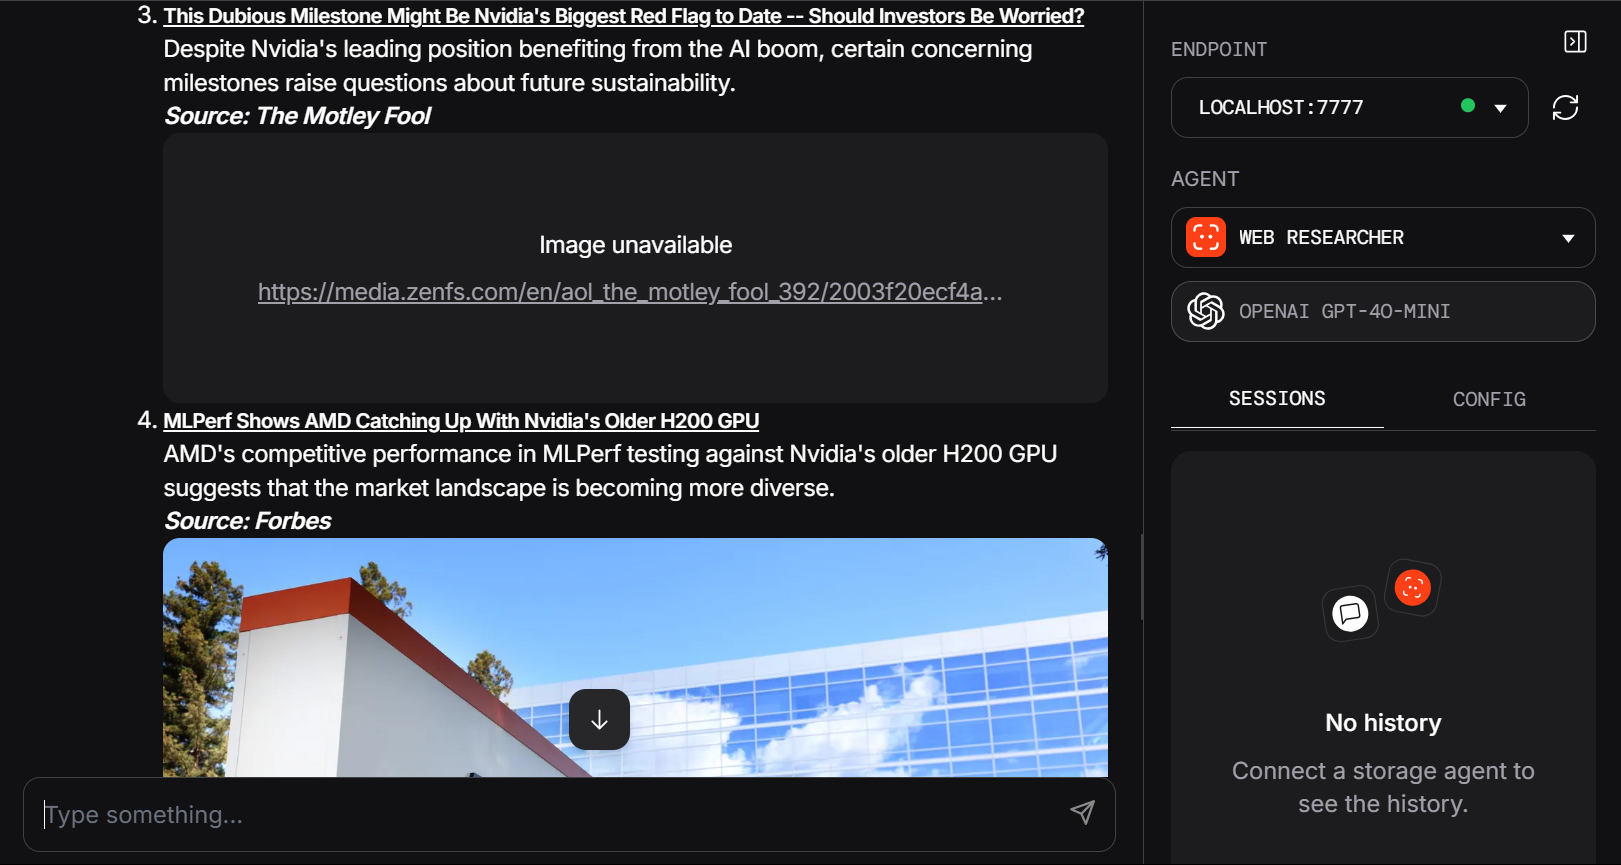 3. This Dubious Milestone Might Be Nvidia's Biggest Red Flag to Date -- Should Investors Be Worried?
Despite Nvidia's leading position benefiting from the AI boom, certain concerning
milestones raise questions about future sustainability.
Source: The Motley Fool
Image unavailable
https://media.zenfs.com/en/aol_the_motley_fool_392/2003f20ecf4a...
4. MLPerf Shows AMD Catching Up With Nvidia's Older H200 GPU
AMD's competitive performance in MLPerf testing against Nvidia's older H200 GPU
suggests that the market landscape is becoming more diverse.
Source: Forbes
Type something...
ENDPOINT
LOCALHOST:7777
AGENT
WEB RESEARCHER
OPENAI GPT-4O-MINI
SESSIONS
CONFIG
No history
Connect a storage agent to
see the history.